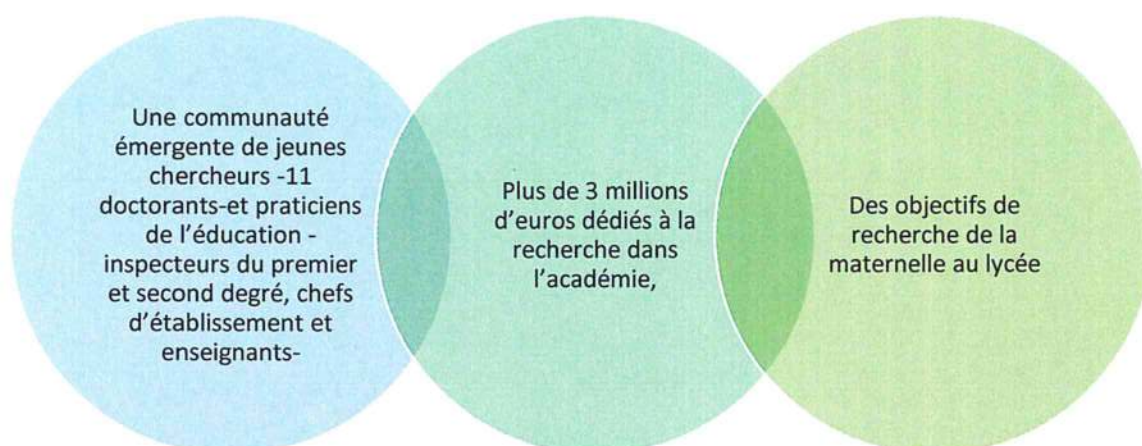 Une communauté
émergente de jeunes
chercheurs -11
doctorants-et praticiens
de l'éducation -
inspecteurs du premier
et second degré, chefs
d'établissement et
enseignants-
Plus de 3 millions
d'euros dédiés à la
recherche dans
l'académie,
Des objectifs de
recherche de la
maternelle au lycée